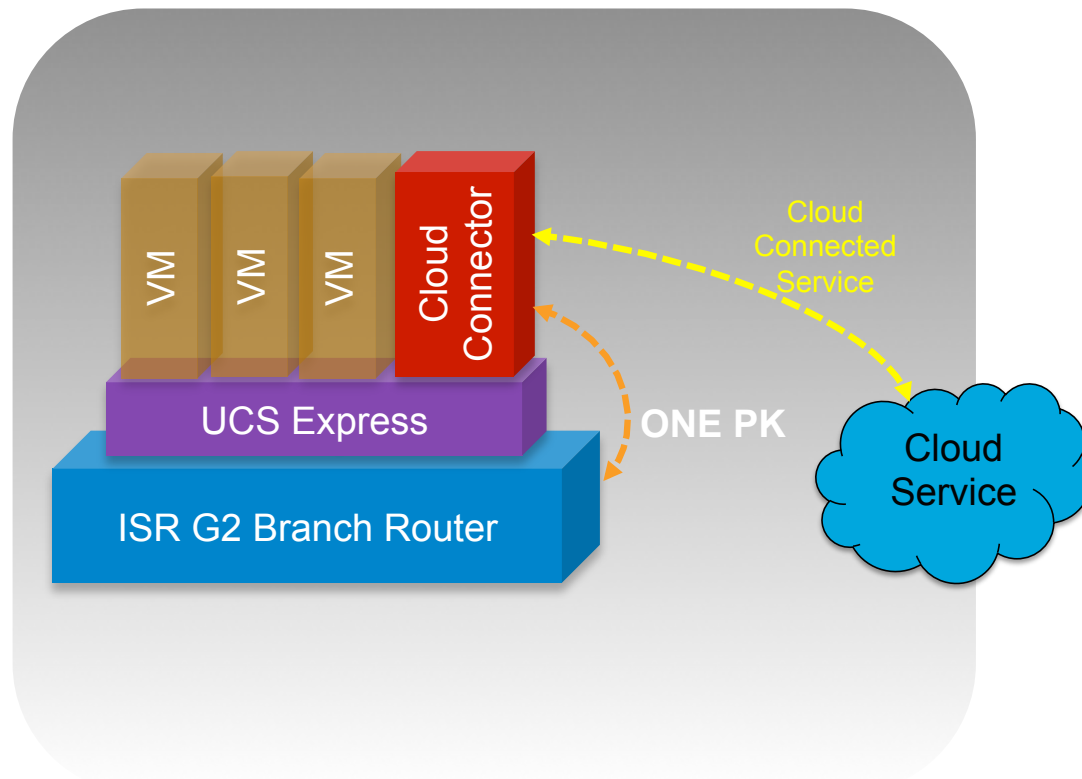 VM
VM
VM
Cloud
Connector
Cloud
Connected
Service
UCS Express
ONE PK
Cloud
Service
ISR G2 Branch Router